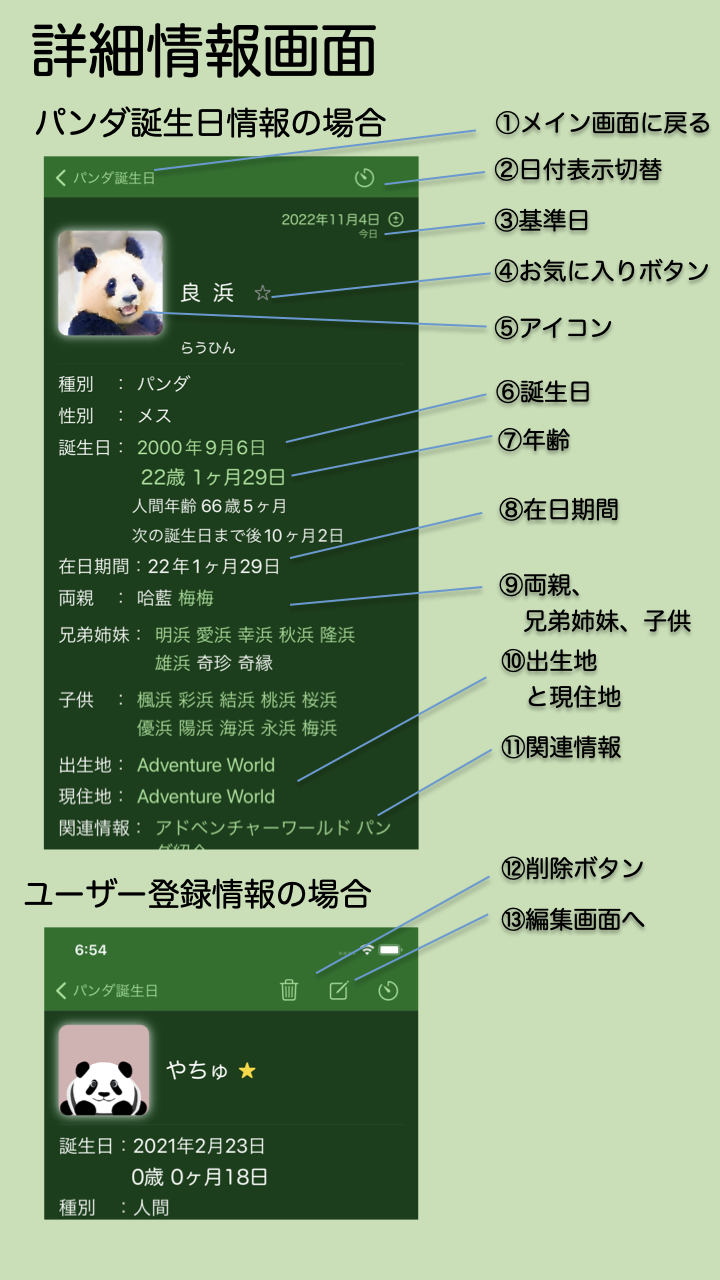 詳細情報画面
パンダ誕生日情報の場合
①メイン画面に戻る
パンダ誕生日
②日付表示切替
2022年11月4日
今日
③基準日
④お気に入りボタン
良 浜 ☆
⑤アイコン
らうひん
種別 ： パンダ
⑥誕生日
性別 ： メス
誕生日： 2000年9月6日
⑦年齢
22歳 1ヶ月29日
人間年齢 66歳5ヶ月
⑧在日期間
次の誕生日まで後10ヶ月2日
在日期間：22年1ヶ月29日
⑨両親、
兄弟姉妹、子供
両親 ： 哈藍 梅梅
兄弟姉妹： 明浜 愛浜 幸浜 秋浜 隆浜
雄浜 奇珍 奇縁
⑩出生地
と現住地
子供 ： 楓浜 彩浜 結浜 桃浜 桜浜
優浜 陽浜 海浜 永浜 梅浜
⑪関連情報
出生地： Adventure World
現住地： Adventure World
関連情報： アドベンチャーワールド パン
ダ紹介
⑫削除ボタン
ユーザー登録情報の場合
⑬編集画面へ
6:54
パンダ誕生日
やちゅ ★
誕生日：2021年2月23日
0歳 0ヶ月18日
種別 ：人間